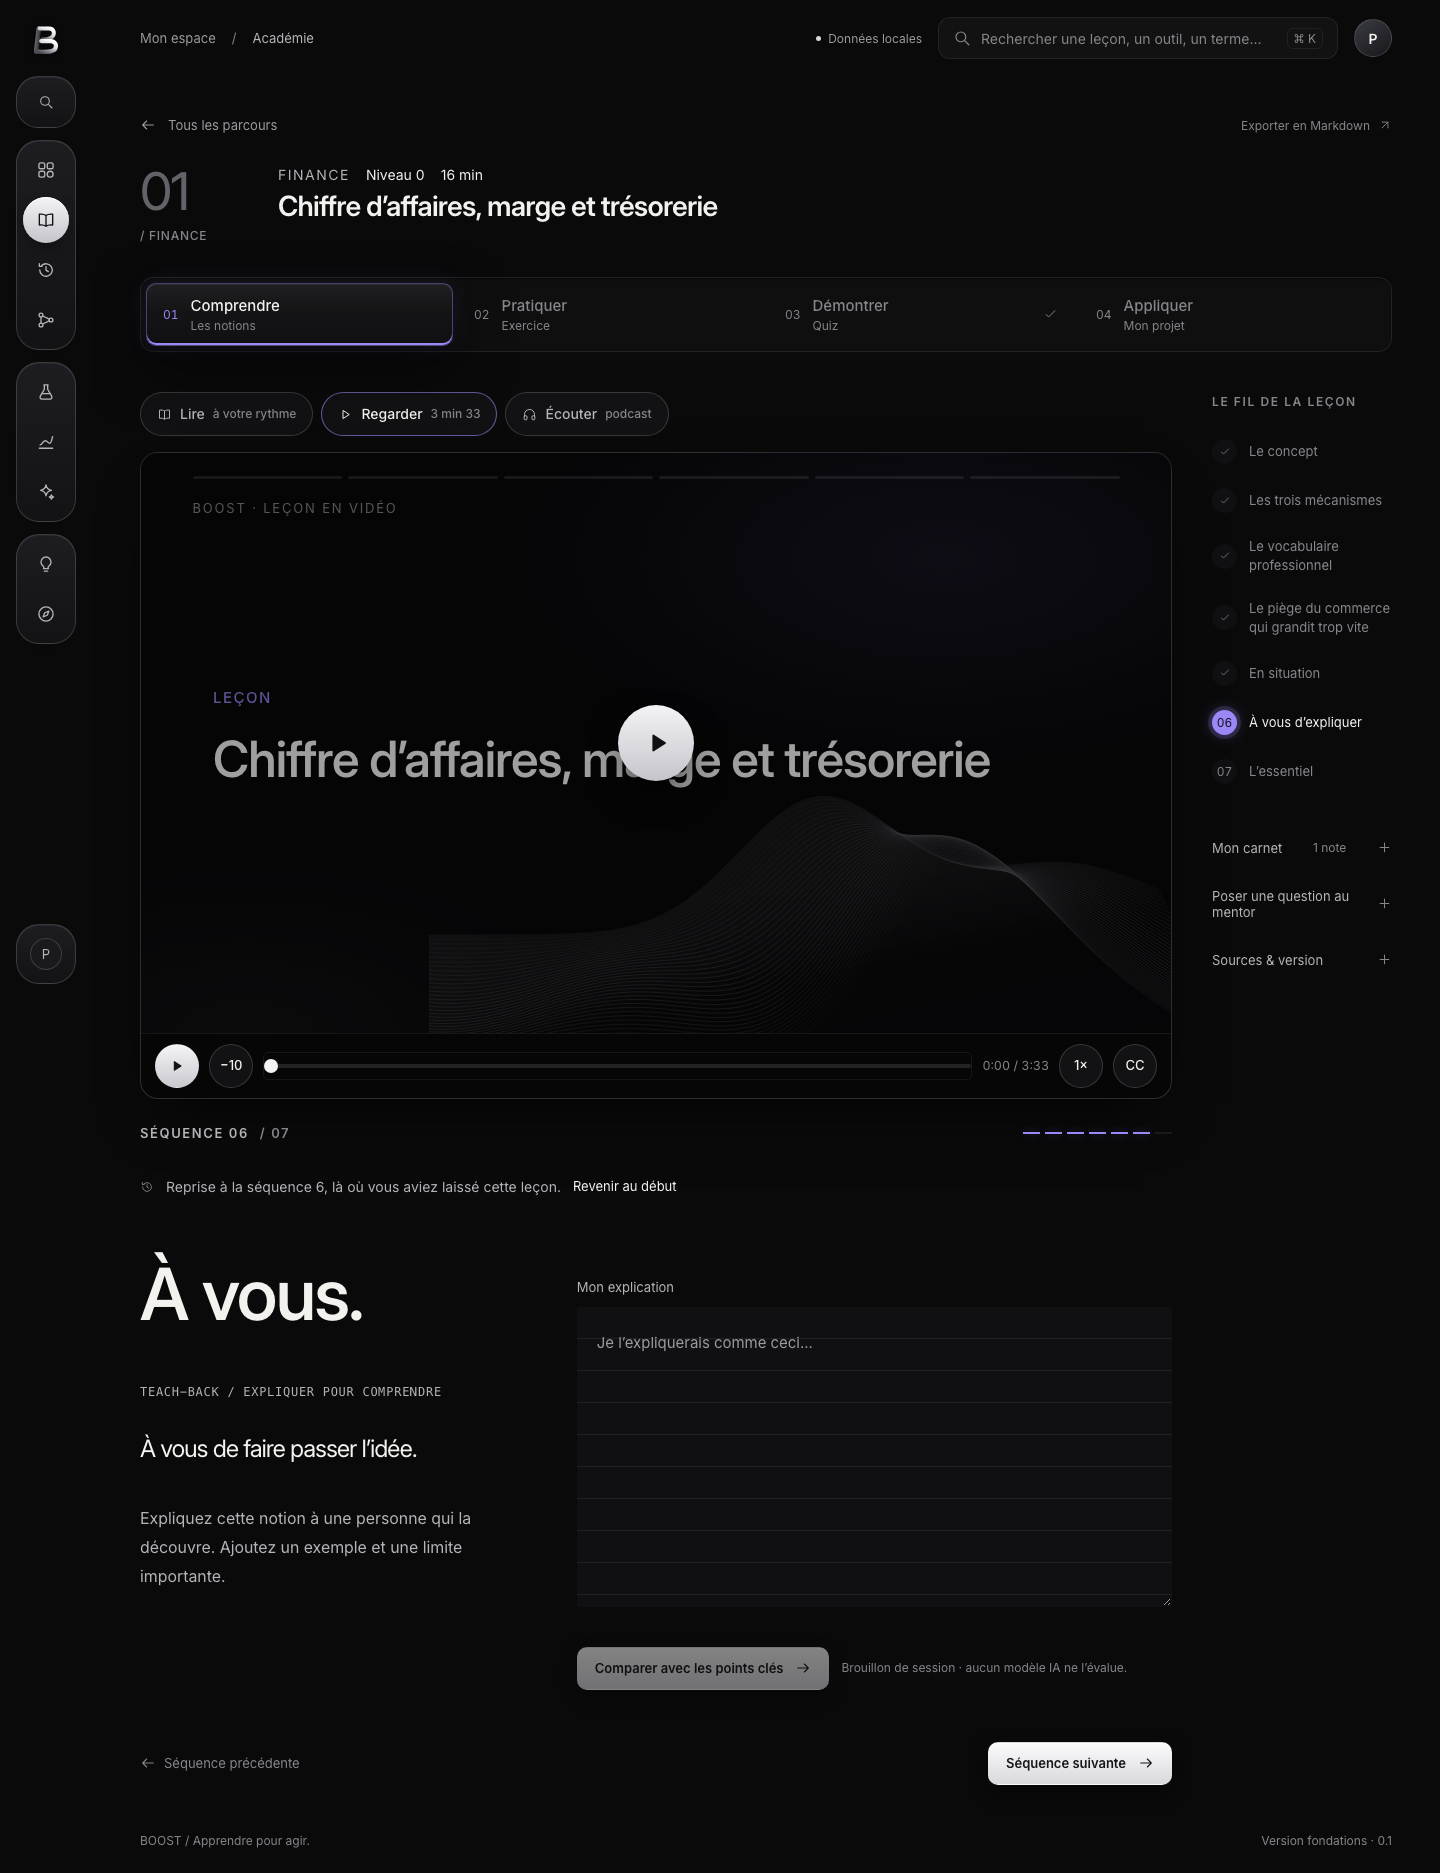 B
Mon espace / Académie
Données locales
Rechercher une leçon, un outil, un terme… ⌘ K
P
Tous les parcours
Exporter en Markdown
01
/ FINANCE
FINANCE Niveau 0 16 min
Chiffre d’affaires, marge et trésorerie
01 Comprendre
Les notions
02 Pratiquer
Exercice
03 Démontrer
Quiz
04 Appliquer
Mon projet
Lire à votre rythme
Regarder 3 min 33
Écouter podcast
BOOST · LEÇON EN VIDÉO
LEÇON
Chiffre d’affaires, m ge et trésorerie
−10
0:00 / 3:33
1×
CC
LE FIL DE LA LEÇON
Le concept
Les trois mécanismes
Le vocabulaire
professionnel
Le piège du commerce
qui grandit trop vite
En situation
06 À vous d’expliquer
07 L’essentiel
Mon carnet 1 note +
Poser une question au
mentor +
Sources & version +
P
SÉQUENCE 06 / 07
Reprise à la séquence 6, là où vous aviez laissé cette leçon. Revenir au début
À vous.
TEACH-BACK / EXPLIQUER POUR COMPRENDRE
À vous de faire passer l’idée.
Expliquez cette notion à une personne qui la
découvre. Ajoutez un exemple et une limite
importante.
Mon explication
Je l’expliquerais comme ceci…
Comparer avec les points clés
Brouillon de session · aucun modèle IA ne l’évalue.
Séquence précédente
Séquence suivante
BOOST / Apprendre pour agir.
Version fondations · 0.1